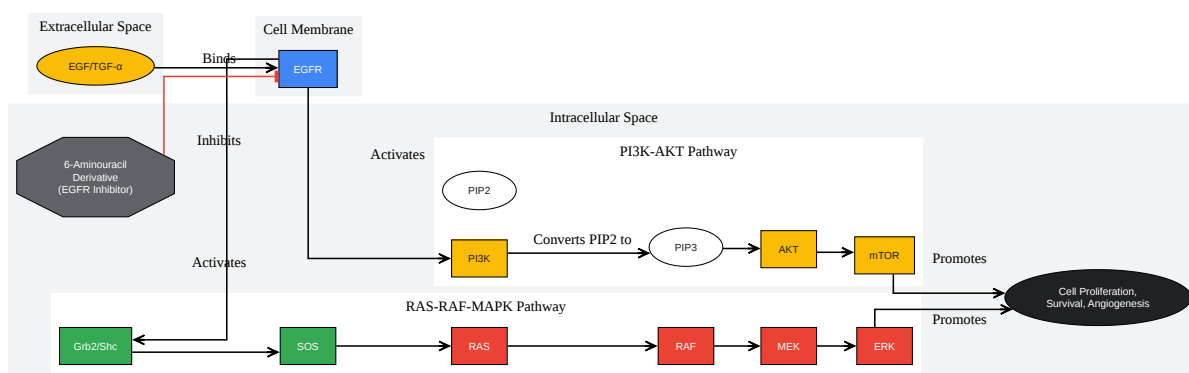 Extracellular Space
Cell Membrane
EGF/TGF-α
Binds
EGFR
Intracellular Space
Inhibits
6-Aminouracil
Derivative
(EGFR Inhibitor)
Activates
PI3K-AKT Pathway
PIP2
Converts PIP2 to
PI3K
PIP3
AKT
mTOR
Promotes
Activates
Cell Proliferation,
Survival, Angiogenesis
RAS-RAF-MAPK Pathway
Promotes
Grb2/Shc
SOS
RAS
RAF
MEK
ERK